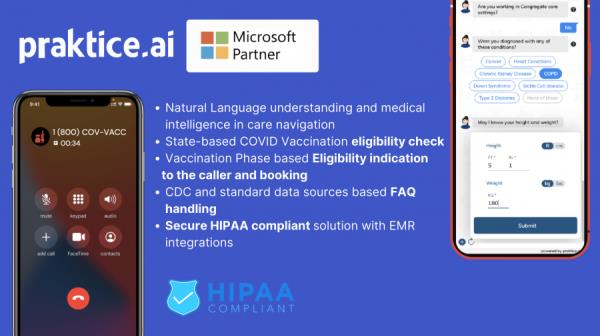 praktice.ai
Microsoft
Partner
9:41
1 (800) COV-VACC
00:34
mute
keypad
audio
add call
FaceTime
contacts
• Natural Language understanding and medical
intelligence in care navigation
• State-based COVID Vaccination eligibility check
• Vaccination Phase based Eligibility indication
to the caller and booking
• CDC and standard data sources based FAQ
handling
• Secure HIPAA compliant solution with EMR
integrations
HIPAA
COMPLIANT
Are you working in Congregate care
settings?
No
Were you diagnosed with any of
these conditions?
Cancer
Heart Conditions
Chronic Kidney Disease
COPD
Down Syndrome
Sickle Cell disease
Type 2 Diabetes
None of these
May I know your height and weight?
Height
ft
cm
FT
IN
5
1
Weight
kg
lbs
KG
180
Submit
powered by praktice